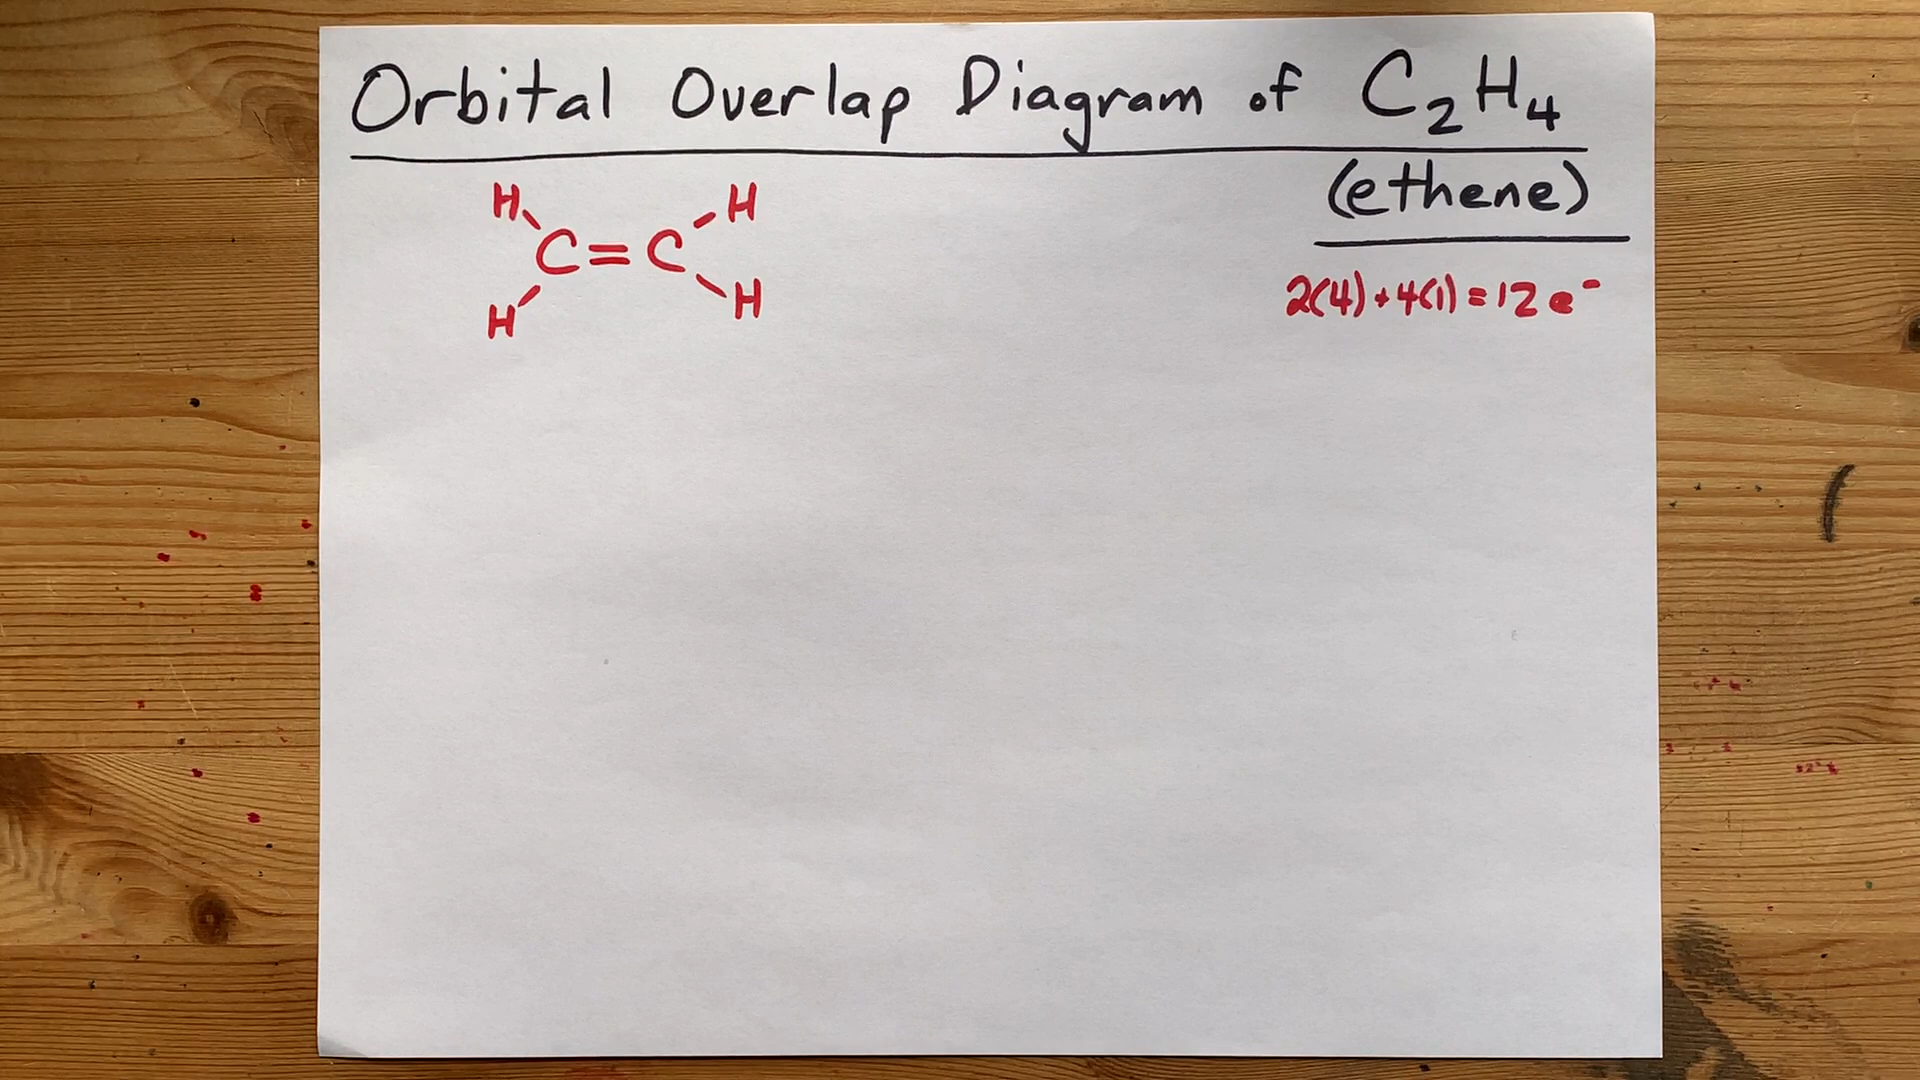 Orbital Overlap Diagram of C₂H₄
(ethene)
H H
C=C
H H
2(4)+4(1)=12e⁻